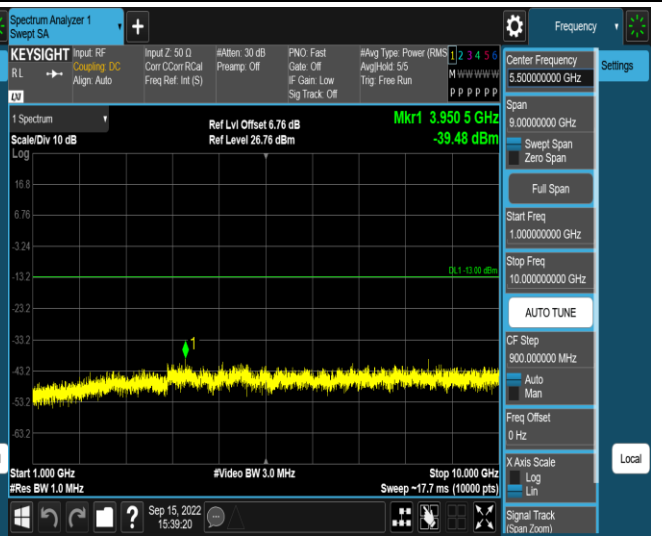 Spectrum Analyzer 1
Swept SA
+
Frequency
KEYSIGHT
RL
LXI
Input: RF
Coupling: DC
Align: Auto
Input Z: 50 Ω
Corr CCorr RCal
Freq Ref: Int (S)
#Atten: 30 dB
Preamp: Off
PNO: Fast
Gate: Off
IF Gain: Low
Sig Track: Off
#Avg Type: Power (RMS
Avg|Hold: 5/5
Trig: Free Run
1 2 3 4 5 6
M W W W W W
P P P P P P
Center Frequency
5.500000000 GHz
Settings
1 Spectrum
Scale/Div 10 dB
Log
Ref Lvl Offset 6.76 dB
Ref Level 26.76 dBm
Mkr1 3.950 5 GHz
-39.48 dBm
Span
9.00000000 GHz
Swept Span
Zero Span
Full Span
Start Freq
1.000000000 GHz
Stop Freq
10.000000000 GHz
AUTO TUNE
CF Step
900.000000 MHz
Auto
Man
Freq Offset
0 Hz
X Axis Scale
Log
Lin
Signal Track
(Span Zoom)
Local
16.8
6.76
-3.24
-13.2
DL1 -13.00 dBm
-23.2
-33.2
1
-43.2
-53.2
-63.2
Start 1.000 GHz
#Res BW 1.0 MHz
#Video BW 3.0 MHz
Stop 10.000 GHz
Sweep ~17.7 ms (10000 pts)
?
Sep 15, 2022
15:39:20